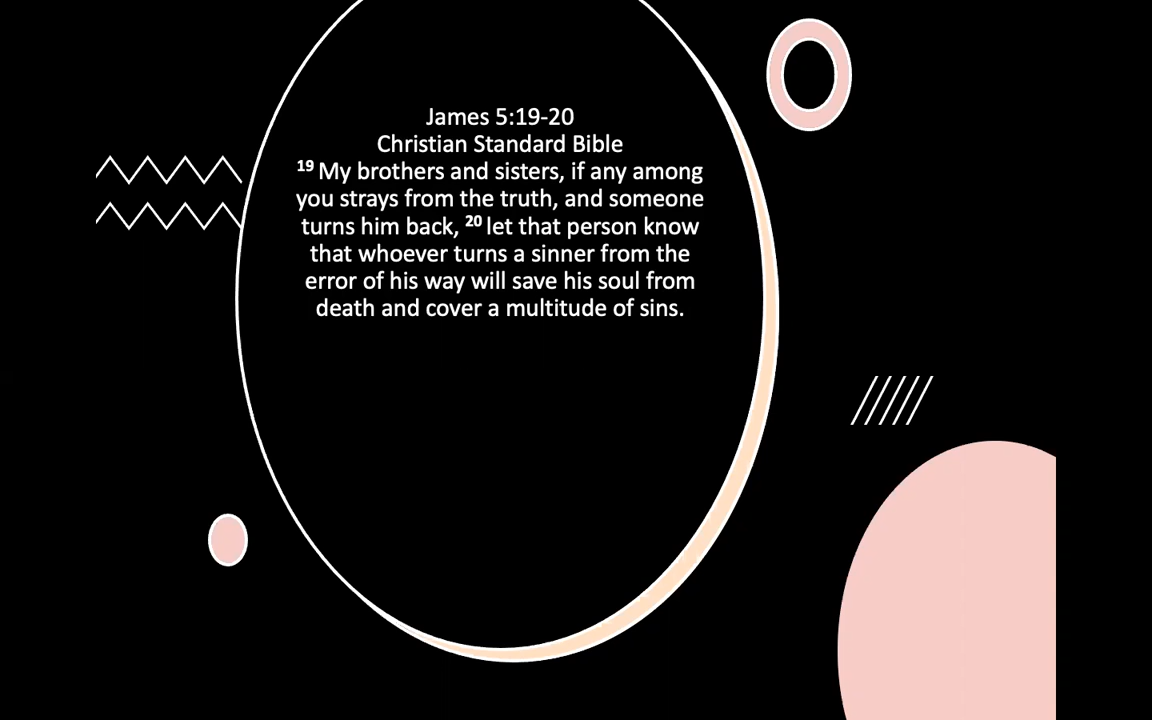 James 5:19-20
Christian Standard Bible
19 My brothers and sisters, if any among
you strays from the truth, and someone
turns him back, 20 let that person know
that whoever turns a sinner from the
error of his way will save his soul from
death and cover a multitude of sins.